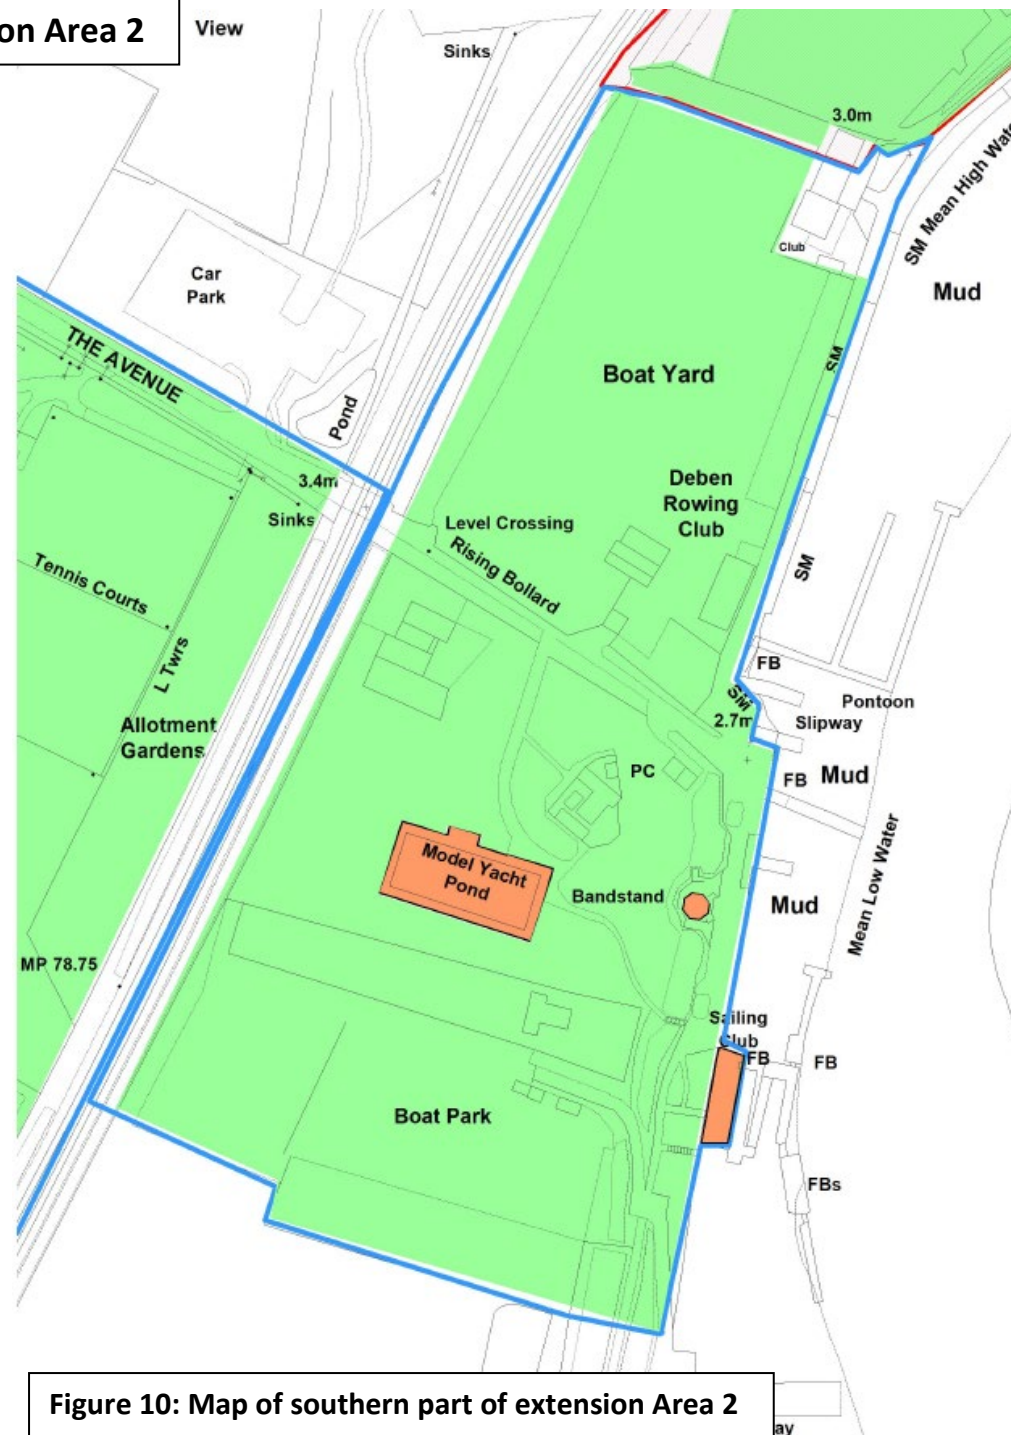 on Area 2
View
Sinks
3.0m
SM Mean High Wate
Club
Car
Park
Mud
THE AVENUE
Boat Yard
SM
Pond
3.4m
Sinks
Deben
Rowing
Club
Level Crossing
Rising Bollard
Tennis Courts
SM
L Twrs
FB
SM
2.7m
Pontoon
Slipway
Allotment
Gardens
PC
FB
Mud
Model Yacht
Pond
Bandstand
Mud
Mean Low Water
MP 78.75
Sailing
Club
FB
FB
Boat Park
FBs
Figure 10: Map of southern part of extension Area 2
ay